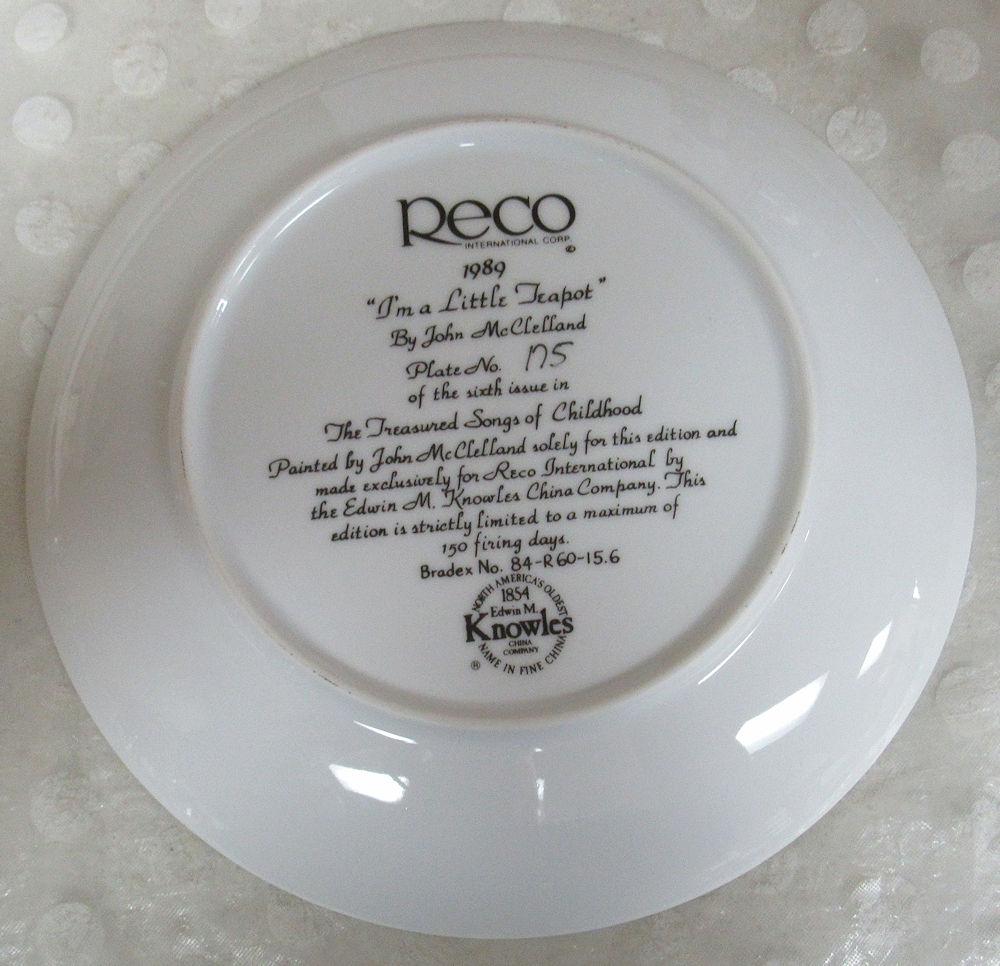 Reco
INTERNATIONAL CORP.
©
1989
"I'm a Little Teapot"
By John McClelland
Plate No. 175
of the sixth issue in
The Treasured Songs of Childhood
Painted by John McClelland solely for this edition and
made exclusively for Reco International by
the Edwin M. Knowles China Company. This
edition is strictly limited to a maximum of
150 firing days.
Bradex No. 84-R60-15.6
NORTH AMERICA'S OLDEST
1854
Edwin M.
Knowles
CHINA
COMPANY
NAME IN FINE CHINA
®